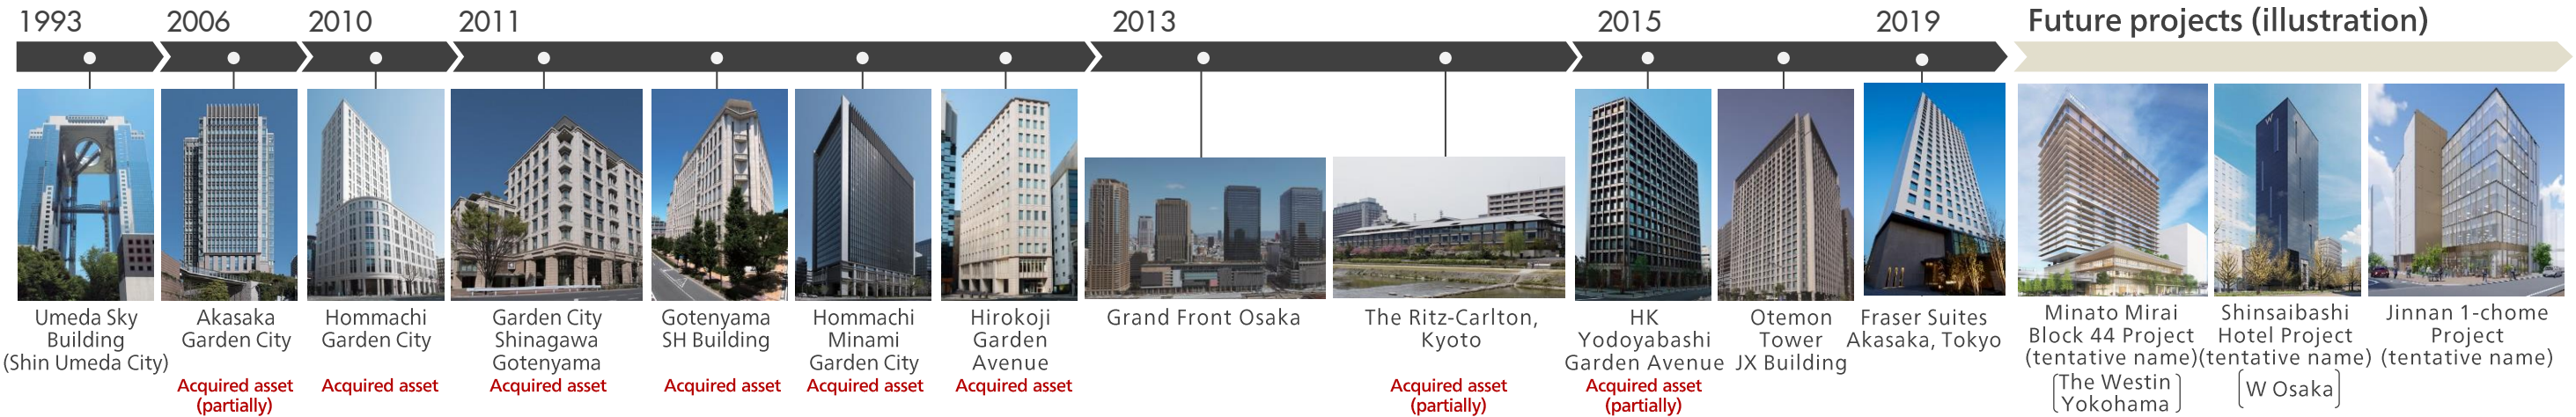 1993
2006
2010
2011
2013
2015
2019
Future projects (illustration)
Umeda Sky
Building
(Shin Umeda City)
Akasaka
Garden City
Acquired asset
(partially)
Hommachi
Garden City
Acquired asset
Garden City
Shinagawa
Gotenyama
Acquired asset
Gotenyama
SH Building
Acquired asset
Hommachi
Minami
Garden City
Acquired asset
Hirokoji
Garden
Avenue
Acquired asset
Grand Front Osaka
The Ritz-Carlton,
Kyoto
Acquired asset
(partially)
HK
Yodoyabashi
Garden Avenue
Acquired asset
(partially)
Otemon
Tower
JX Building
Fraser Suites
Akasaka, Tokyo
W
Minato Mirai
Block 44 Project
(tentative name)
The Westin
Yokohama
Shinsaibashi
Hotel Project
(tentative name)
W Osaka
Jinnan 1-chome
Project
(tentative name)